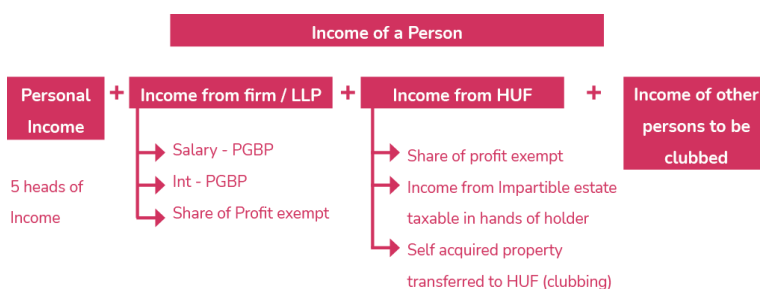 Income of a Person
Personal
Income
+
Income from firm / LLP
+
Income from HUF
+
Income of other
persons to be
clubbed
5 heads of
Income
Salary - PGBP
Int - PGBP
Share of Profit exempt
Share of profit exempt
Income from Impartible estate
taxable in hands of holder
Self acquired property
transferred to HUF (clubbing)